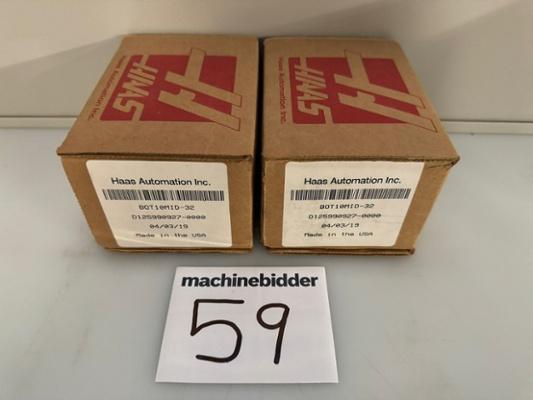 HAAS
Haas Automation Inc.
HAAS
Haas Automation Inc.
Haas Automation Inc.
BOT10MID-32
D125990927-0000
04/03/19
Made in the USA
Haas Automation Inc.
BOT10MID-32
D125990927-0000
04/03/19
Made in the USA
machinebidder
59